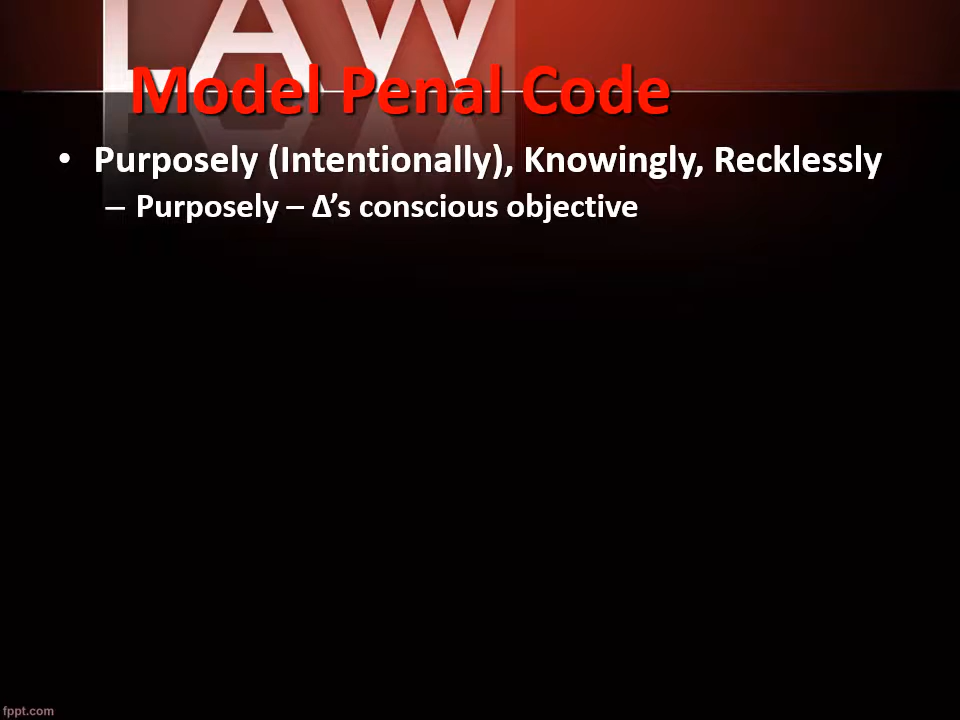 LAW
Model Penal Code
• Purposely (Intentionally), Knowingly, Recklessly
– Purposely – Δ’s conscious objective
fppt.com